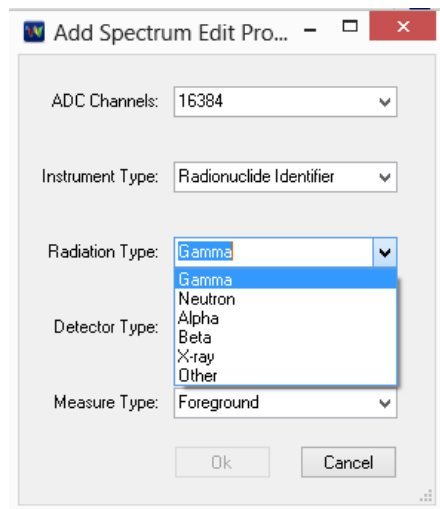 Add Spectrum Edit Pro...
ADC Channels: 16384
Instrument Type: Radionuclide Identifier
Radiation Type: Gamma
Gamma
Neutron
Alpha
Detector Type:
Beta
X-ray
Other
Measure Type: Foreground
Ok Cancel